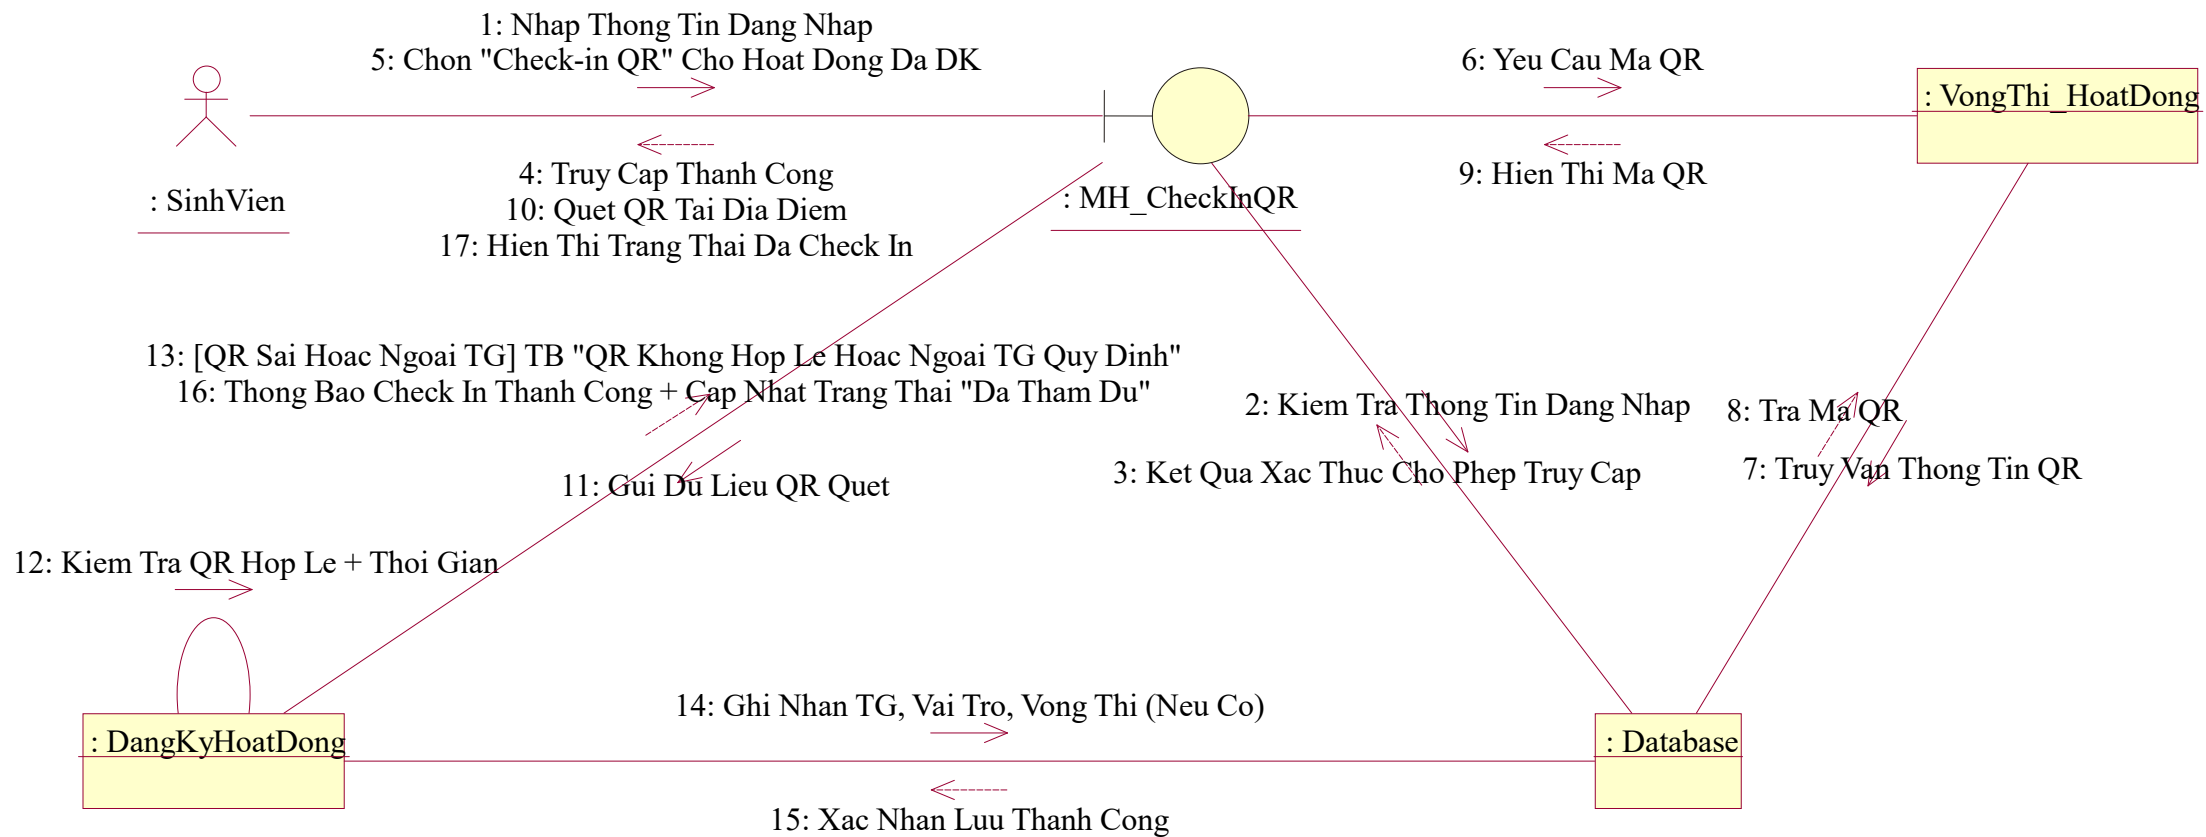 1: Nhap Thong Tin Dang Nhap
5: Chon "Check-in QR" Cho Hoat Dong Da DK
6: Yeu Cau Ma QR
: VongThi_HoatDong
4: Truy Cap Thanh Cong
9: Hien Thi Ma QR
: SinhVien
: MH_CheckInQR
10: Quet QR Tai Dia Diem
17: Hien Thi Trang Thai Da Check In
13: [QR Sai Hoac Ngoai TG] TB "QR Khong Hop Le Hoac Ngoai TG Quy Dinh"
16: Thong Bao Check In Thanh Cong + Cap Nhat Trang Thai "Da Tham Du"
2: Kiem Tra Thong Tin Dang Nhap
8: Tra Ma QR
3: Ket Qua Xac Thuc Cho Phep Truy Cap
7: Truy Van Thong Tin QR
11: Gui Du Lieu QR Quet
12: Kiem Tra QR Hop Le + Thoi Gian
14: Ghi Nhan TG, Vai Tro, Vong Thi (Neu Co)
: DangKyHoatDong
: Database
15: Xac Nhan Luu Thanh Cong